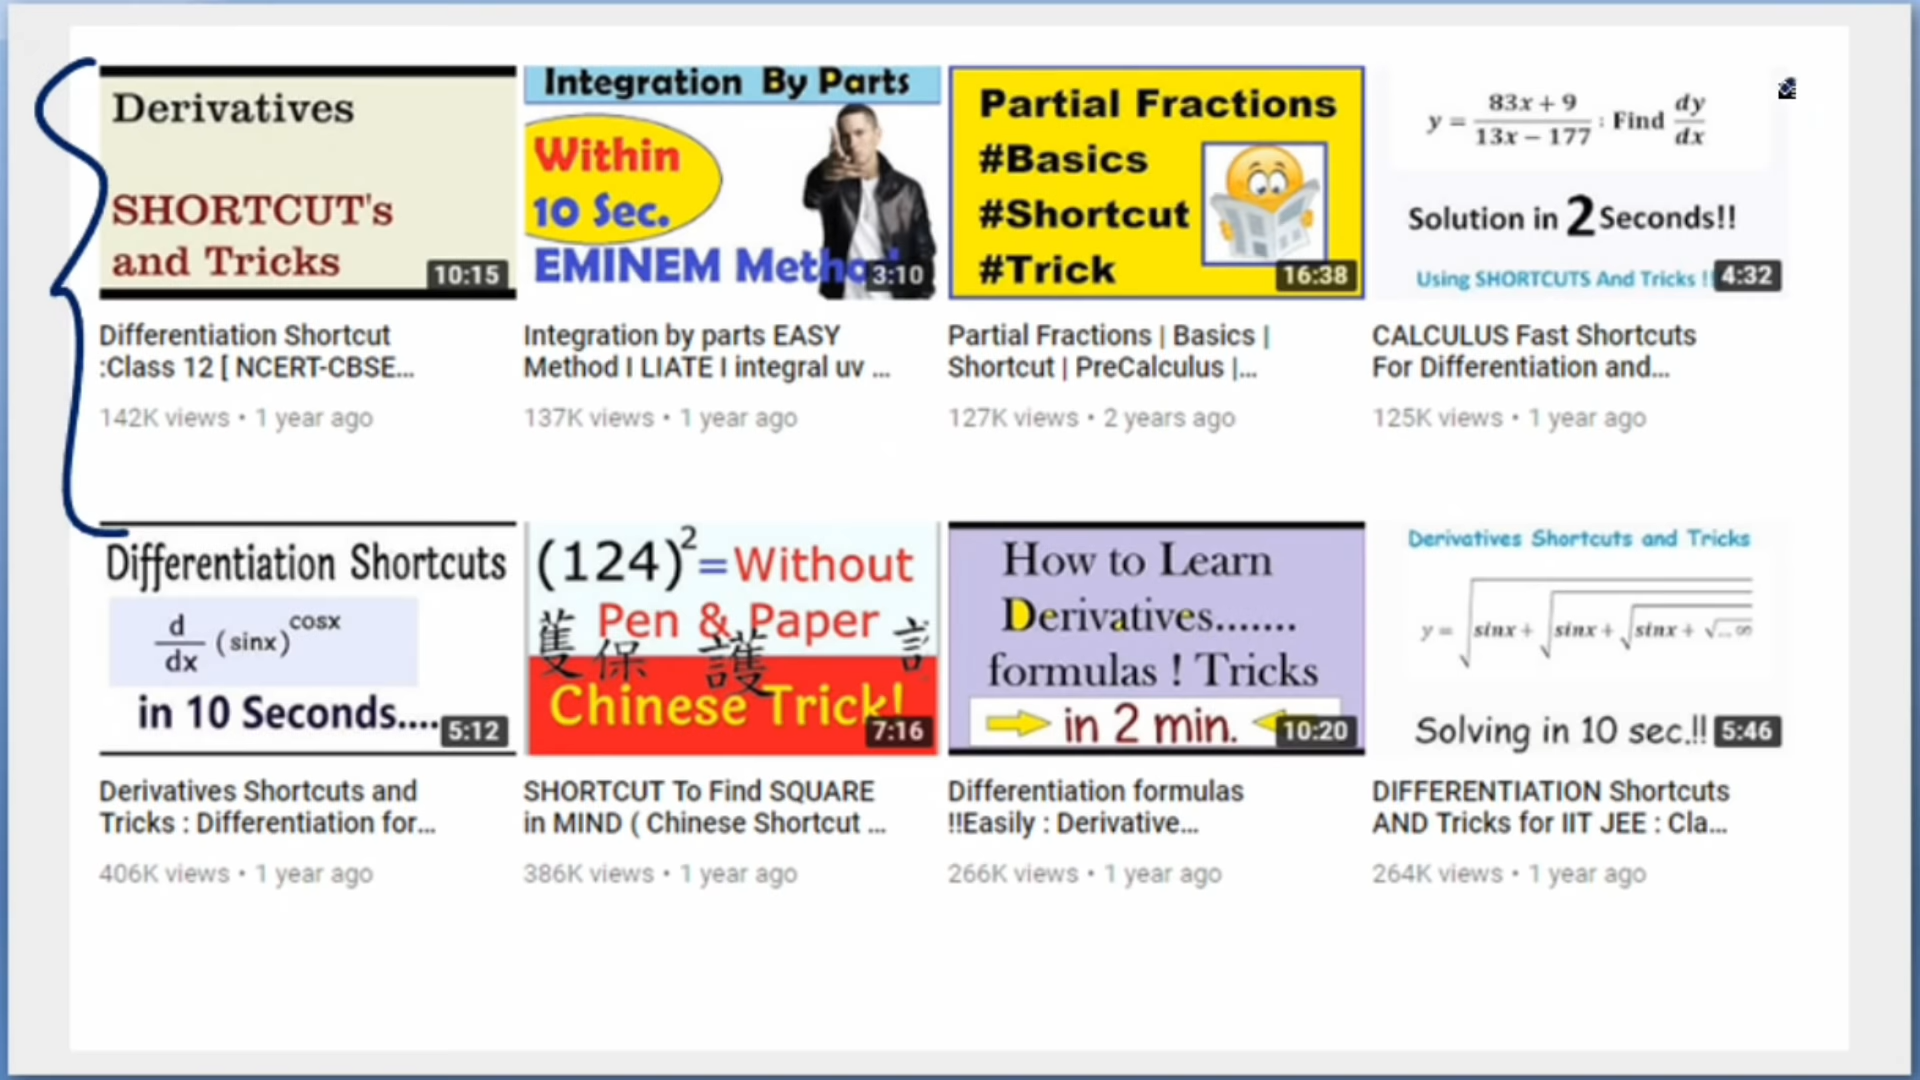 Derivatives
SHORTCUT's
and Tricks
10:15
Differentiation Shortcut
:Class 12 [ NCERT-CBSE...
142K views • 1 year ago
Integration By Parts
Within
10 Sec.
EMINEM Metho
3:10
Integration by parts EASY
Method I LIATE I integral uv ...
137K views • 1 year ago
Partial Fractions
#Basics
#Shortcut
#Trick
16:38
Partial Fractions | Basics |
Shortcut | PreCalculus |...
127K views • 2 years ago
y = (83x + 9)/(13x − 177) : Find dy/dx
Solution in 2 Seconds!!
Using SHORTCUTS And Tricks !
4:32
CALCULUS Fast Shortcuts
For Differentiation and...
125K views • 1 year ago
Differentiation Shortcuts
d/dx (sinx)^cosx
in 10 Seconds....
5:12
Derivatives Shortcuts and
Tricks : Differentiation for...
406K views • 1 year ago
(124)²=Without
Pen & Paper
保 護
Chinese Trick!
7:16
SHORTCUT To Find SQUARE
in MIND ( Chinese Shortcut ...
386K views • 1 year ago
How to Learn
Derivatives.......
formulas ! Tricks
in 2 min.
10:20
Differentiation formulas
!!Easily : Derivative...
266K views • 1 year ago
Derivatives Shortcuts and Tricks
y = √sinx + √sinx + √sinx + √... ∞
Solving in 10 sec.!!
5:46
DIFFERENTIATION Shortcuts
AND Tricks for IIT JEE : Cla...
264K views • 1 year ago